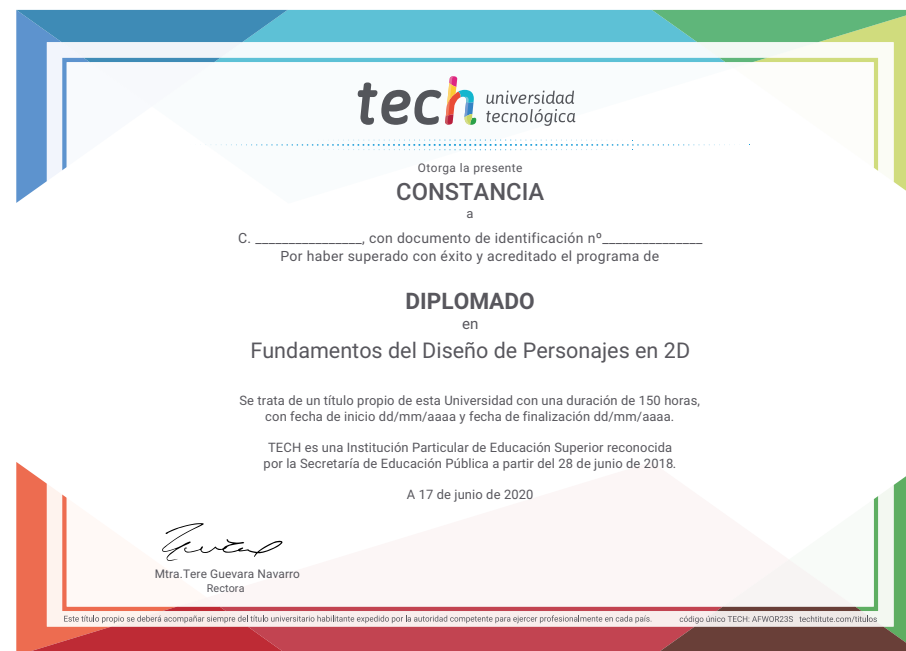 tech universidad
tecnológica
Otorga la presente
CONSTANCIA
a
C. ________________, con documento de identificación nº_______________
Por haber superado con éxito y acreditado el programa de
DIPLOMADO
en
Fundamentos del Diseño de Personajes en 2D
Se trata de un título propio de esta Universidad con una duración de 150 horas,
con fecha de inicio dd/mm/aaaa y fecha de finalización dd/mm/aaaa.
TECH es una Institución Particular de Educación Superior reconocida
por la Secretaría de Educación Pública a partir del 28 de junio de 2018.
A 17 de junio de 2020
Mtra.Tere Guevara Navarro
Rectora
Este título propio se deberá acompañar siempre del título universitario habilitante expedido por la autoridad competente para ejercer profesionalmente en cada país. código único TECH: AFWOR23S techtitute.com/titulos